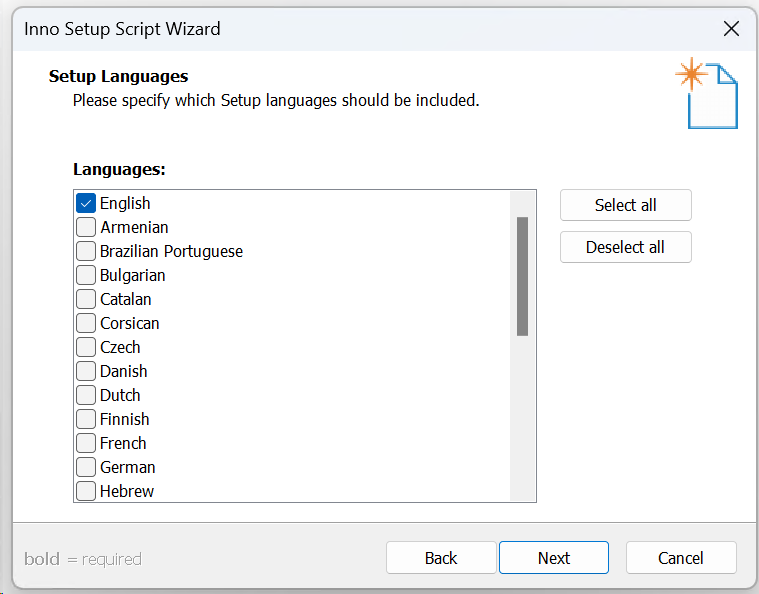 Inno Setup Script Wizard
Setup Languages
Please specify which Setup languages should be included.
Languages:
English
Armenian
Brazilian Portuguese
Bulgarian
Catalan
Corsican
Czech
Danish
Dutch
Finnish
French
German
Hebrew
Select all
Deselect all
bold = required
Back
Next
Cancel